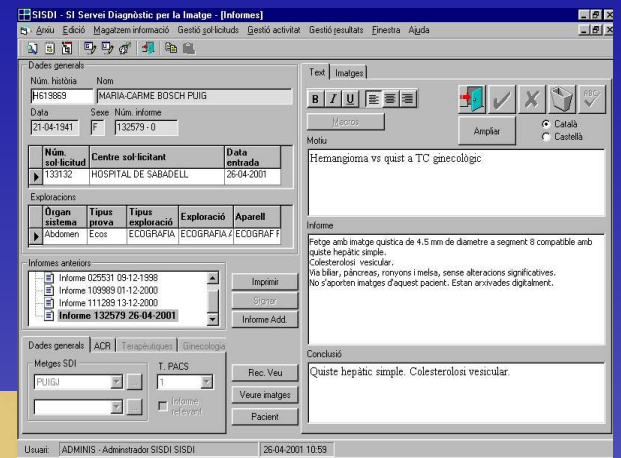 SISDI - SI Servei Diagnòstic per la Imatge - [Informes]
Arxiu Edició Magatzem informació Gestió sol·licituds Gestió activitat Gestió resultats Finestra Ajuda
Dades generals
Núm. història Nom
H619869 MARIA-CARME BOSCH PUIG
Data Sexe Núm. informe
21-04-1941 F 132579 - 0
Núm. sol·licitud Centre sol·licitant Data entrada
133132 HOSPITAL DE SABADELL 26-04-2001
Exploracions
Òrgan sistema Tipus prova Tipus exploració Exploració Aparell
Abdomen Ecos ECOGRAFIA ECOGRAFIA A ECOGRAF F
Informes anteriors
Informe 025531 09-12-1998
Informe 109989 01-12-2000
Informe 111289 13-12-2000
Informe 132579 26-04-2001
Imprimir
Signar
Informe Add.
Dades generals ACR Terapèutiques Ginecologia
Metges SDI T. PACS
PUIGJ ... 1
... Informe rellevant
Rec. Veu
Veure imatges
Pacient
Text Imatges
B I U
ABC
Macros
Ampliar
Català
Castellà
Motiu
Hemangioma vs quist a TC ginecològic
Informe
Fetge amb imatge quistica de 4.5 mm de diametre a segment 8 compatible amb
quiste hepàtic simple.
Colesterolosi vesicular.
Via biliar, pàncreas, ronyons i melsa, sense alteracions significatives.
No s'aporten imatges d'aquest pacient. Estan arxivades digitalment.
Conclusió
Quiste hepàtic simple. Colesterolosi vesicular.
Usuari: ADMINIS - Adminstrador SISDI SISDI 26-04-2001 10:59